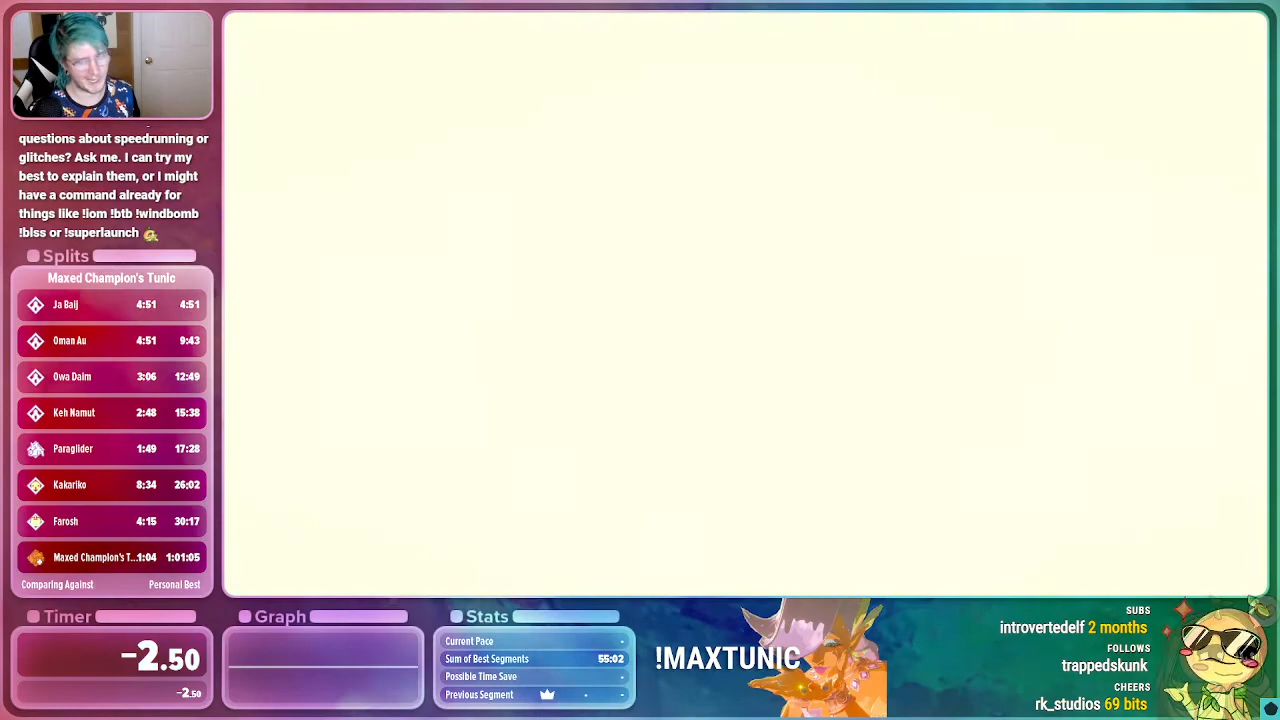 questions about speedrunning or
glitches? Ask me. I can try my
best to explain them, or I might
have a command already for
things like !iom !btb !windbomb
!blss or !superlaunch
Splits
Maxed Champion's Tunic
Ja Baij 4:51 4:51
Oman Au 4:51 9:43
Owa Daim 3:06 12:49
Keh Namut 2:48 15:38
Paraglider 1:49 17:28
Kakariko 8:34 26:02
Farosh 4:15 30:17
Maxed Champion's T...1:04 1:01:05
Comparing Against Personal Best
Timer
-2.50
-2.50
Graph
Stats
Current Pace -
Sum of Best Segments 55:02
Possible Time Save -
Previous Segment - -
!MAXTUNIC
SUBS
introvertedelf 2 months
FOLLOWS
trappedskunk
CHEERS
rk_studios 69 bits